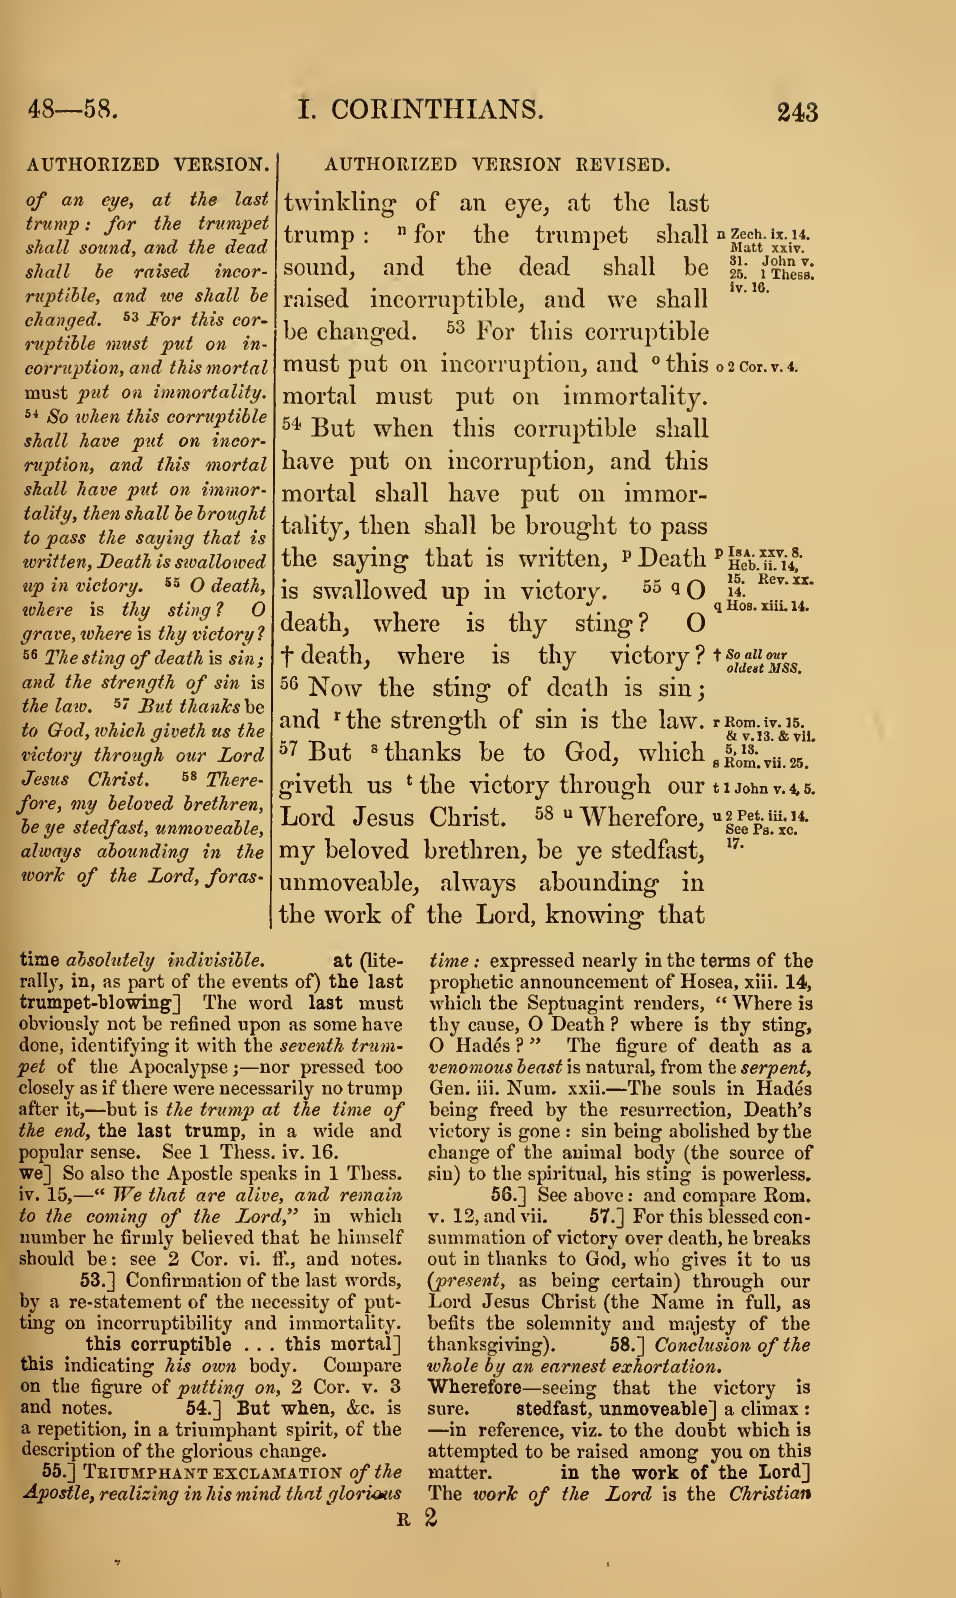 48—58.
I. CORINTHIANS.
243
AUTHORIZED VERSION.
of an eye, at the last
trump: for the trumpet
shall sound, and the dead
shall be raised incor-
ruptible, and we shall be
changed. 53 For this cor-
ruptible must put on in-
corruption, and this mortal
must put on immortality.
54 So when this corruptible
shall have put on incor-
ruption, and this mortal
shall have put on immor-
tality, then shall be brought
to pass the saying that is
written, Death is swallowed
up in victory. 55 O death,
where is thy sting? O
grave, where is thy victory?
56 The sting of death is sin;
and the strength of sin is
the law. 57 But thanks be
to God, which giveth us the
victory through our Lord
Jesus Christ. 58 There-
fore, my beloved brethren,
be ye stedfast, unmoveable,
always abounding in the
work of the Lord, foras-
AUTHORIZED VERSION REVISED.
twinkling of an eye, at the last
trump: n for the trumpet shall
sound, and the dead shall be
raised incorruptible, and we shall
be changed. 53 For this corruptible
must put on incorruption, and o this
mortal must put on immortality.
54 But when this corruptible shall
have put on incorruption, and this
mortal shall have put on immor-
tality, then shall be brought to pass
the saying that is written, p Death
is swallowed up in victory. 55 q O
death, where is thy sting? O
† death, where is thy victory?
56 Now the sting of death is sin;
and r the strength of sin is the law.
57 But s thanks be to God, which
giveth us t the victory through our
Lord Jesus Christ. 58 u Wherefore,
my beloved brethren, be ye stedfast,
unmoveable, always abounding in
the work of the Lord, knowing that
n Zech. ix. 14.
Matt xxiv.
31. John v.
25. 1 Thess.
iv. 16.
o 2 Cor. v. 4.
p Isa. xxv. 8.
Heb. ii. 14,
15. Rev. xx.
14.
q Hos. xiii. 14.
† So all our
oldest MSS.
r Rom. iv. 15.
& v. 13. & vii.
5, 13.
s Rom. vii. 25.
t 1 John v. 4, 5.
u 2 Pet. iii. 14.
See Ps. xc.
17.
time absolutely indivisible. at (lite-
rally, in, as part of the events of) the last
trumpet-blowing] The word last must
obviously not be refined upon as some have
done, identifying it with the seventh trum-
pet of the Apocalypse;—nor pressed too
closely as if there were necessarily no trump
after it,—but is the trump at the time of
the end, the last trump, in a wide and
popular sense. See 1 Thess. iv. 16.
we] So also the Apostle speaks in 1 Thess.
iv. 15,—“We that are alive, and remain
to the coming of the Lord,” in which
number he firmly believed that he himself
should be: see 2 Cor. vi. ff., and notes.
53.] Confirmation of the last words,
by a re-statement of the necessity of put-
ting on incorruptibility and immortality.
this corruptible . . . this mortal]
this indicating his own body. Compare
on the figure of putting on, 2 Cor. v. 3
and notes. 54.] But when, &c. is
a repetition, in a triumphant spirit, of the
description of the glorious change.
55.] TRIUMPHANT EXCLAMATION of the
Apostle, realizing in his mind that glorious
time: expressed nearly in the terms of the
prophetic announcement of Hosea, xiii. 14,
which the Septuagint renders, “Where is
thy cause, O Death? where is thy sting,
O Hadés?” The figure of death as a
venomous beast is natural, from the serpent,
Gen. iii. Num. xxii.—The souls in Hadés
being freed by the resurrection, Death's
victory is gone: sin being abolished by the
change of the animal body (the source of
sin) to the spiritual, his sting is powerless.
56.] See above: and compare Rom.
v. 12, and vii. 57.] For this blessed con-
summation of victory over death, he breaks
out in thanks to God, who gives it to us
(present, as being certain) through our
Lord Jesus Christ (the Name in full, as
befits the solemnity and majesty of the
thanksgiving). 58.] Conclusion of the
whole by an earnest exhortation.
Wherefore—seeing that the victory is
sure. stedfast, unmoveable] a climax:
—in reference, viz. to the doubt which is
attempted to be raised among you on this
matter. in the work of the Lord]
The work of the Lord is the Christian
R 2